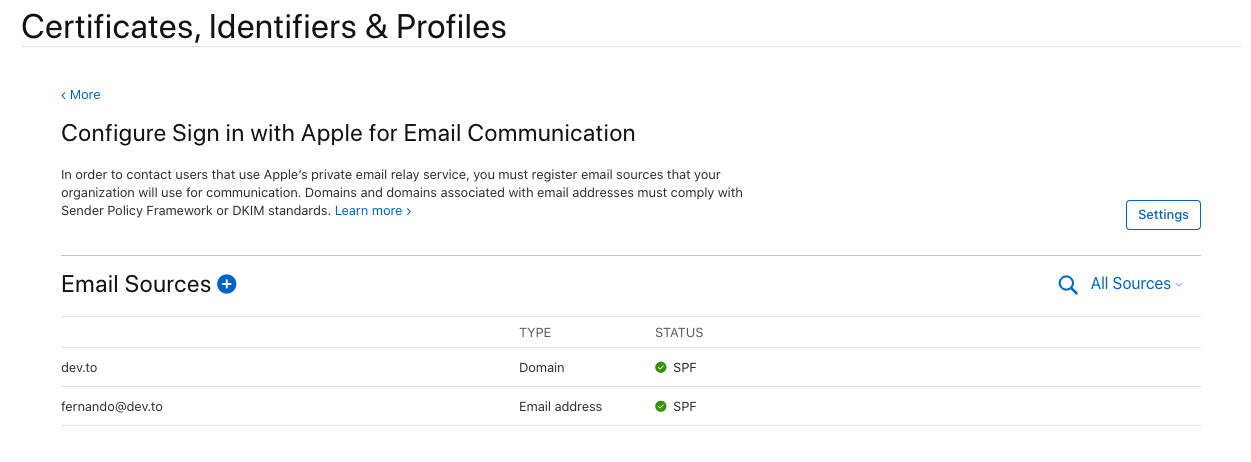 Certificates, Identifiers & Profiles
‹ More
Configure Sign in with Apple for Email Communication
In order to contact users that use Apple’s private email relay service, you must register email sources that your
organization will use for communication. Domains and domains associated with email addresses must comply with
Sender Policy Framework or DKIM standards. Learn more ›
Settings
Email Sources
All Sources
TYPE STATUS
dev.to Domain SPF
fernando@dev.to Email address SPF